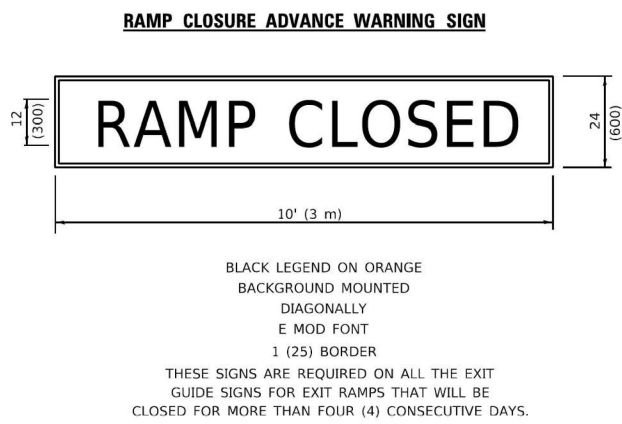 RAMP CLOSURE ADVANCE WARNING SIGN
RAMP CLOSED
12
(300)
24
(600)
10' (3 m)
BLACK LEGEND ON ORANGE
BACKGROUND MOUNTED
DIAGONALLY
E MOD FONT
1 (25) BORDER
THESE SIGNS ARE REQUIRED ON ALL THE EXIT
GUIDE SIGNS FOR EXIT RAMPS THAT WILL BE
CLOSED FOR MORE THAN FOUR (4) CONSECUTIVE DAYS.